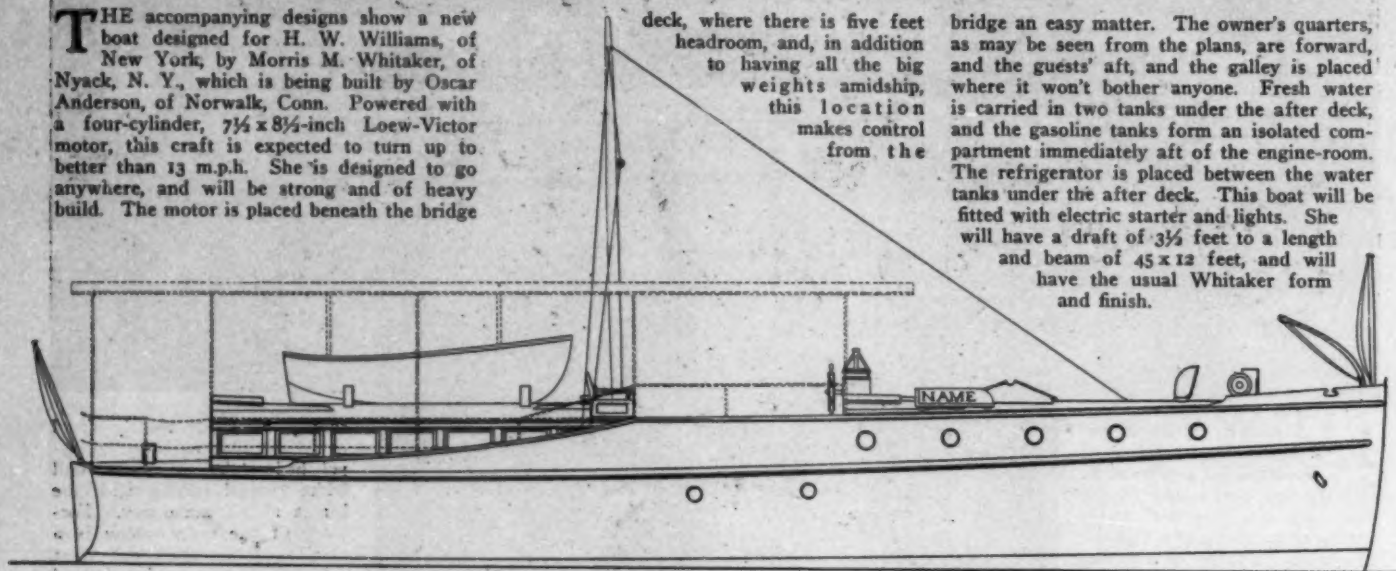 THE accompanying designs show a new
boat designed for H. W. Williams, of
New York, by Morris M. Whitaker, of
Nyack, N. Y., which is being built by Oscar
Anderson, of Norwalk, Conn. Powered with
a four-cylinder, 7½ x 8½-inch Loew-Victor
motor, this craft is expected to turn up to
better than 13 m.p.h. She is designed to go
anywhere, and will be strong and of heavy
build. The motor is placed beneath the bridge
deck, where there is five feet
headroom, and, in addition
to having all the big
weights amidship,
this location
makes control
from the
bridge an easy matter. The owner's quarters,
as may be seen from the plans, are forward,
and the guests' aft, and the galley is placed
where it won't bother anyone. Fresh water
is carried in two tanks under the after deck,
and the gasoline tanks form an isolated com-
partment immediately aft of the engine-room.
The refrigerator is placed between the water
tanks under the after deck. This boat will be
fitted with electric starter and lights. She
will have a draft of 3½ feet to a length
and beam of 45 x 12 feet, and will
have the usual Whitaker form
and finish.
NAME